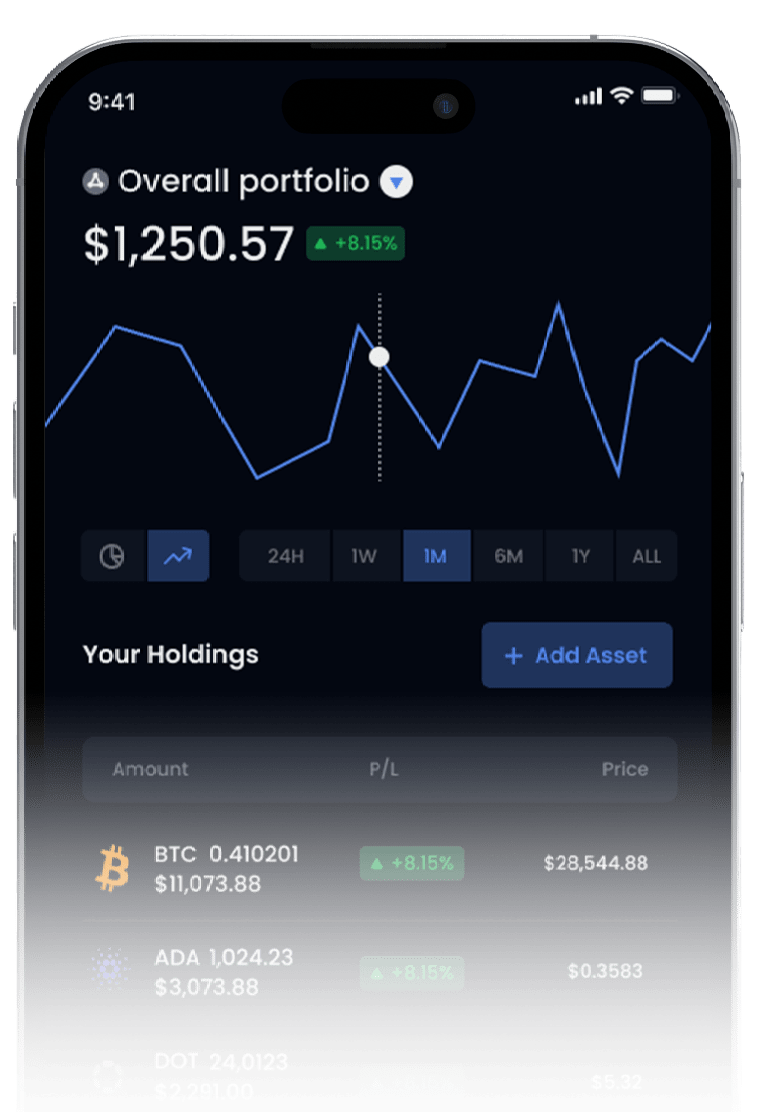 9:41
Overall portfolio
$1,250.57 +8.15%
24H 1W 1M 6M 1Y ALL
Your Holdings + Add Asset
Amount P/L Price
BTC 0.410201 +8.15% $28,544.88
$11,073.88
ADA 1,024.23 +8.15% $0.3583
$3,073.88
DOT 24,0123
$2,291.00 $5.32